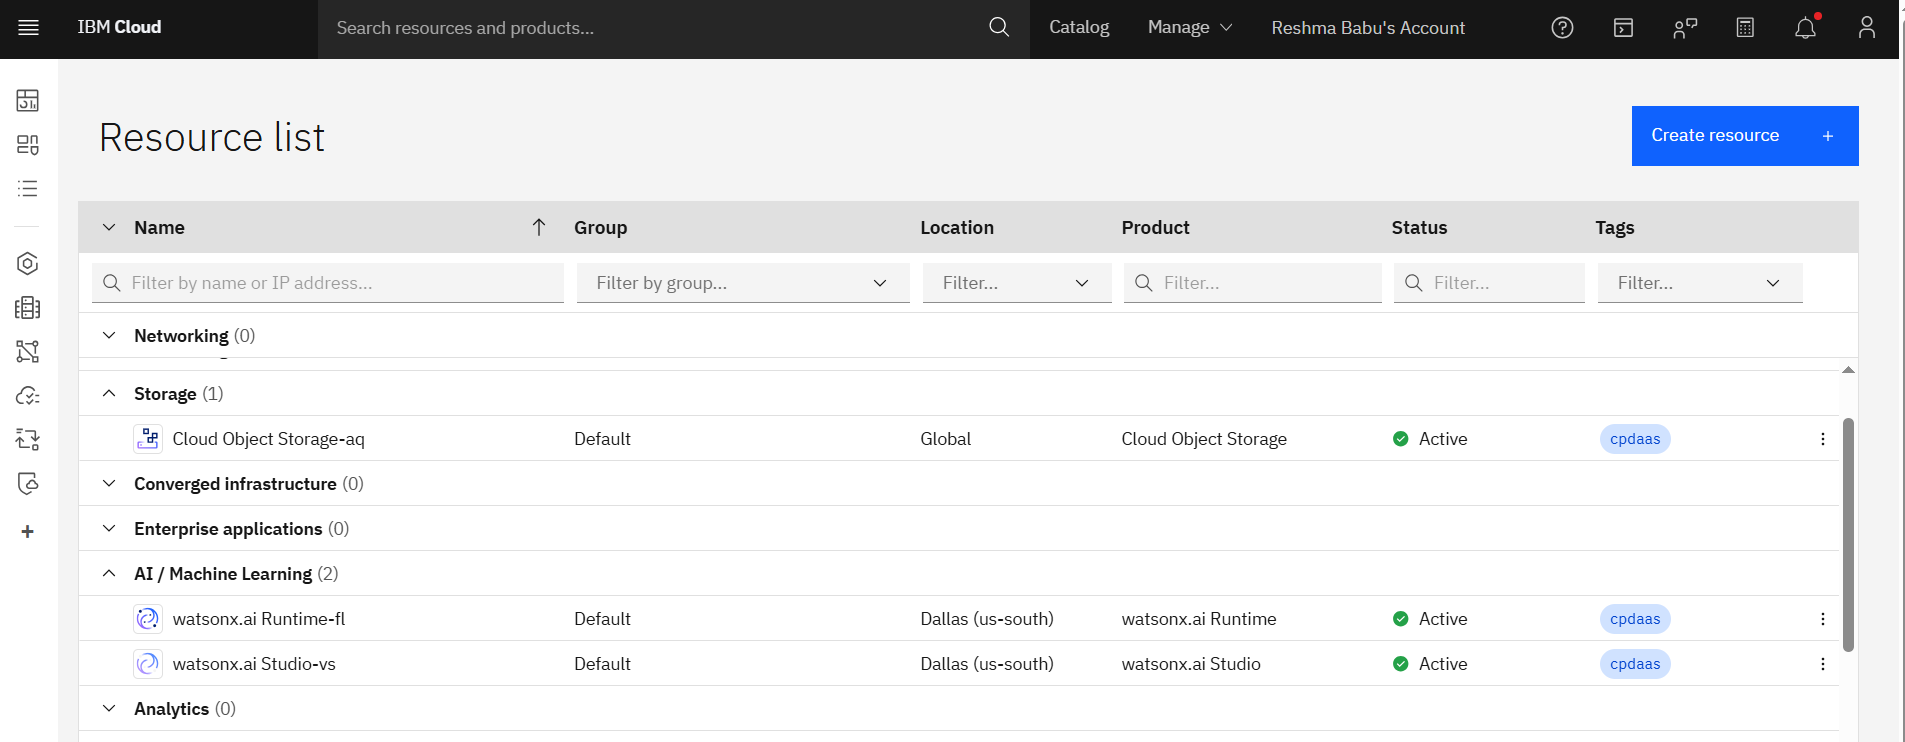 IBM Cloud
Search resources and products...
Catalog
Manage
Reshma Babu's Account
Resource list
Create resource +
Name Group Location Product Status Tags
Filter by name or IP address... Filter by group... Filter... Filter... Filter... Filter...
Networking (0)
Storage (1)
Cloud Object Storage-aq Default Global Cloud Object Storage Active cpdaas
Converged infrastructure (0)
Enterprise applications (0)
AI / Machine Learning (2)
watsonx.ai Runtime-fl Default Dallas (us-south) watsonx.ai Runtime Active cpdaas
watsonx.ai Studio-vs Default Dallas (us-south) watsonx.ai Studio Active cpdaas
Analytics (0)